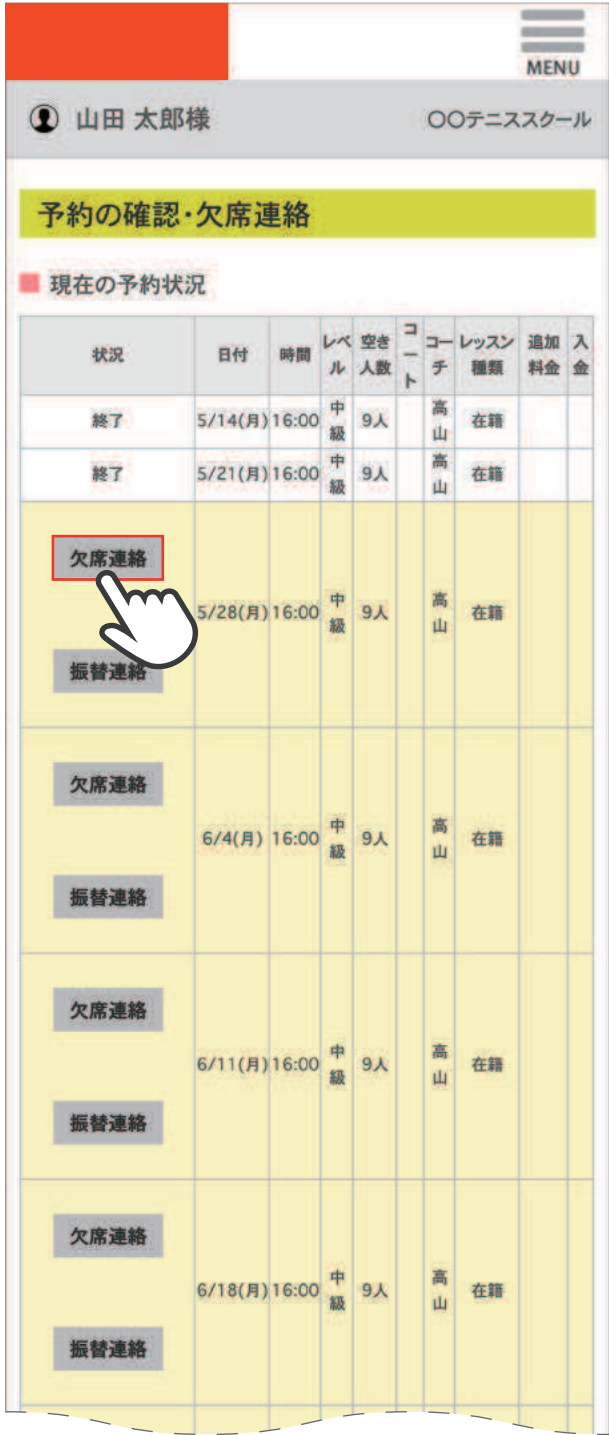 MENU
山田 太郎様 〇〇テニススクール
予約の確認・欠席連絡
現在の予約状況
状況 日付 時間 レベル 空き人数 コート コーチ レッスン種類 追加料金 入金
終了 5/14(月) 16:00 中級 9人 高山 在籍
終了 5/21(月) 16:00 中級 9人 高山 在籍
欠席連絡
5/28(月) 16:00 中級 9人 高山 在籍
振替連絡
欠席連絡
6/4(月) 16:00 中級 9人 高山 在籍
振替連絡
欠席連絡
6/11(月) 16:00 中級 9人 高山 在籍
振替連絡
欠席連絡
6/18(月) 16:00 中級 9人 高山 在籍
振替連絡